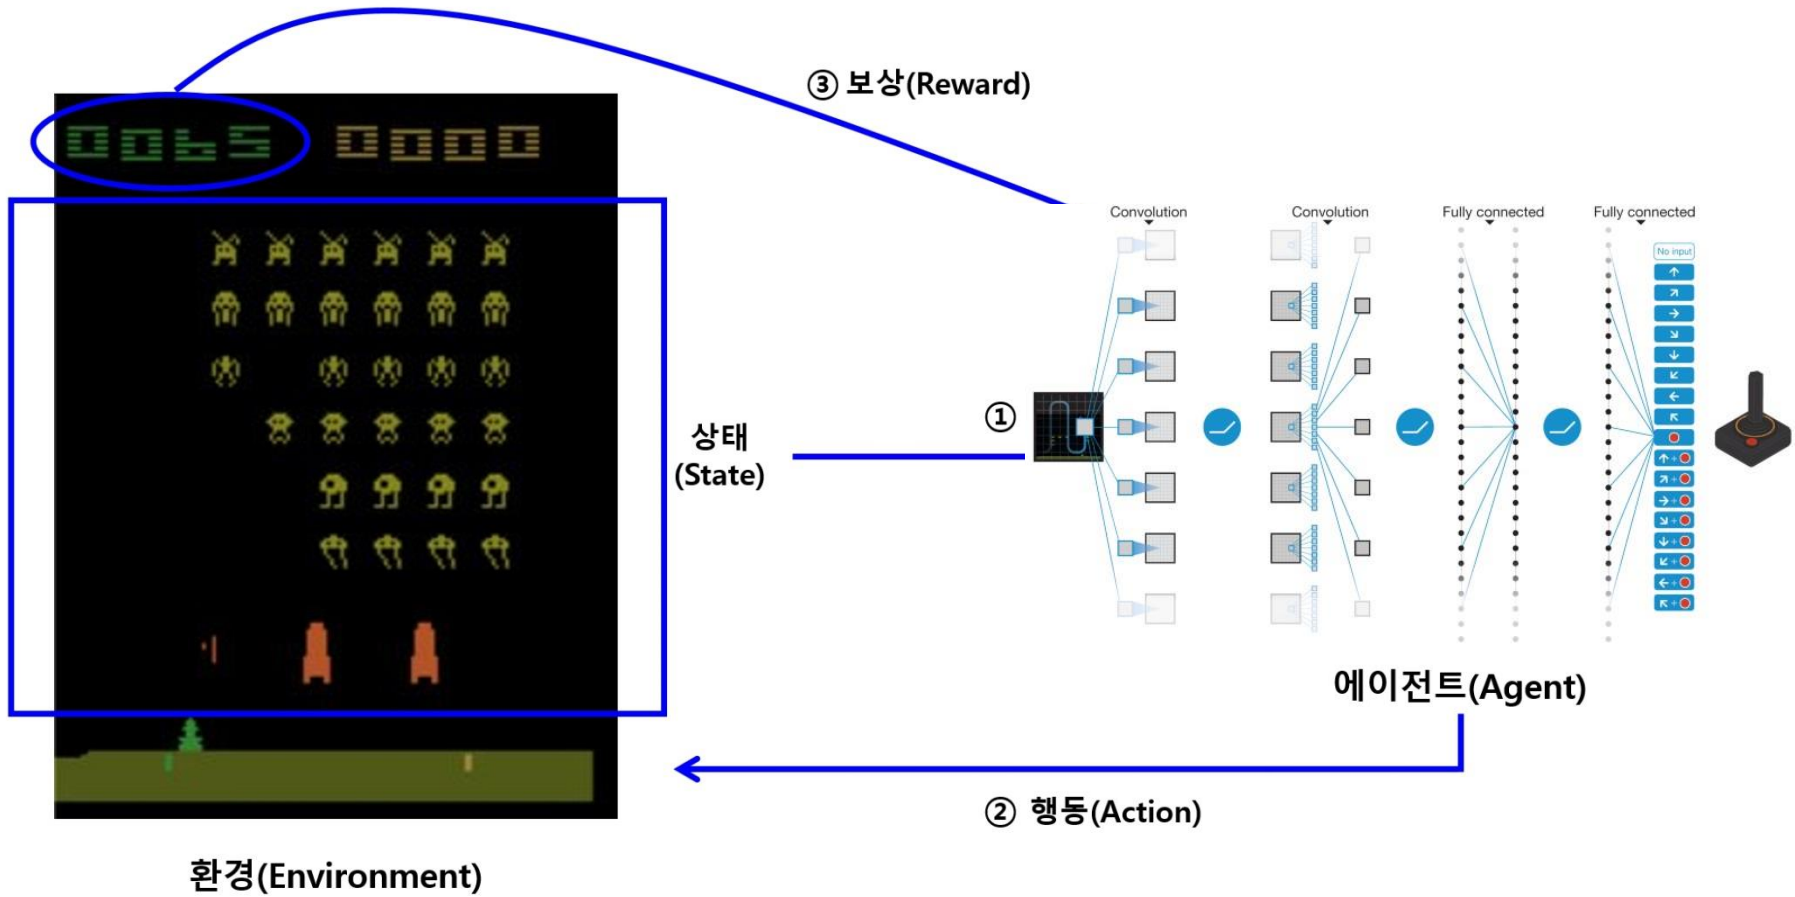 ③ 보상(Reward)
0065 0000
Convolution Convolution Fully connected Fully connected
No input
①
상태
(State)
에이전트(Agent)
② 행동(Action)
환경(Environment)